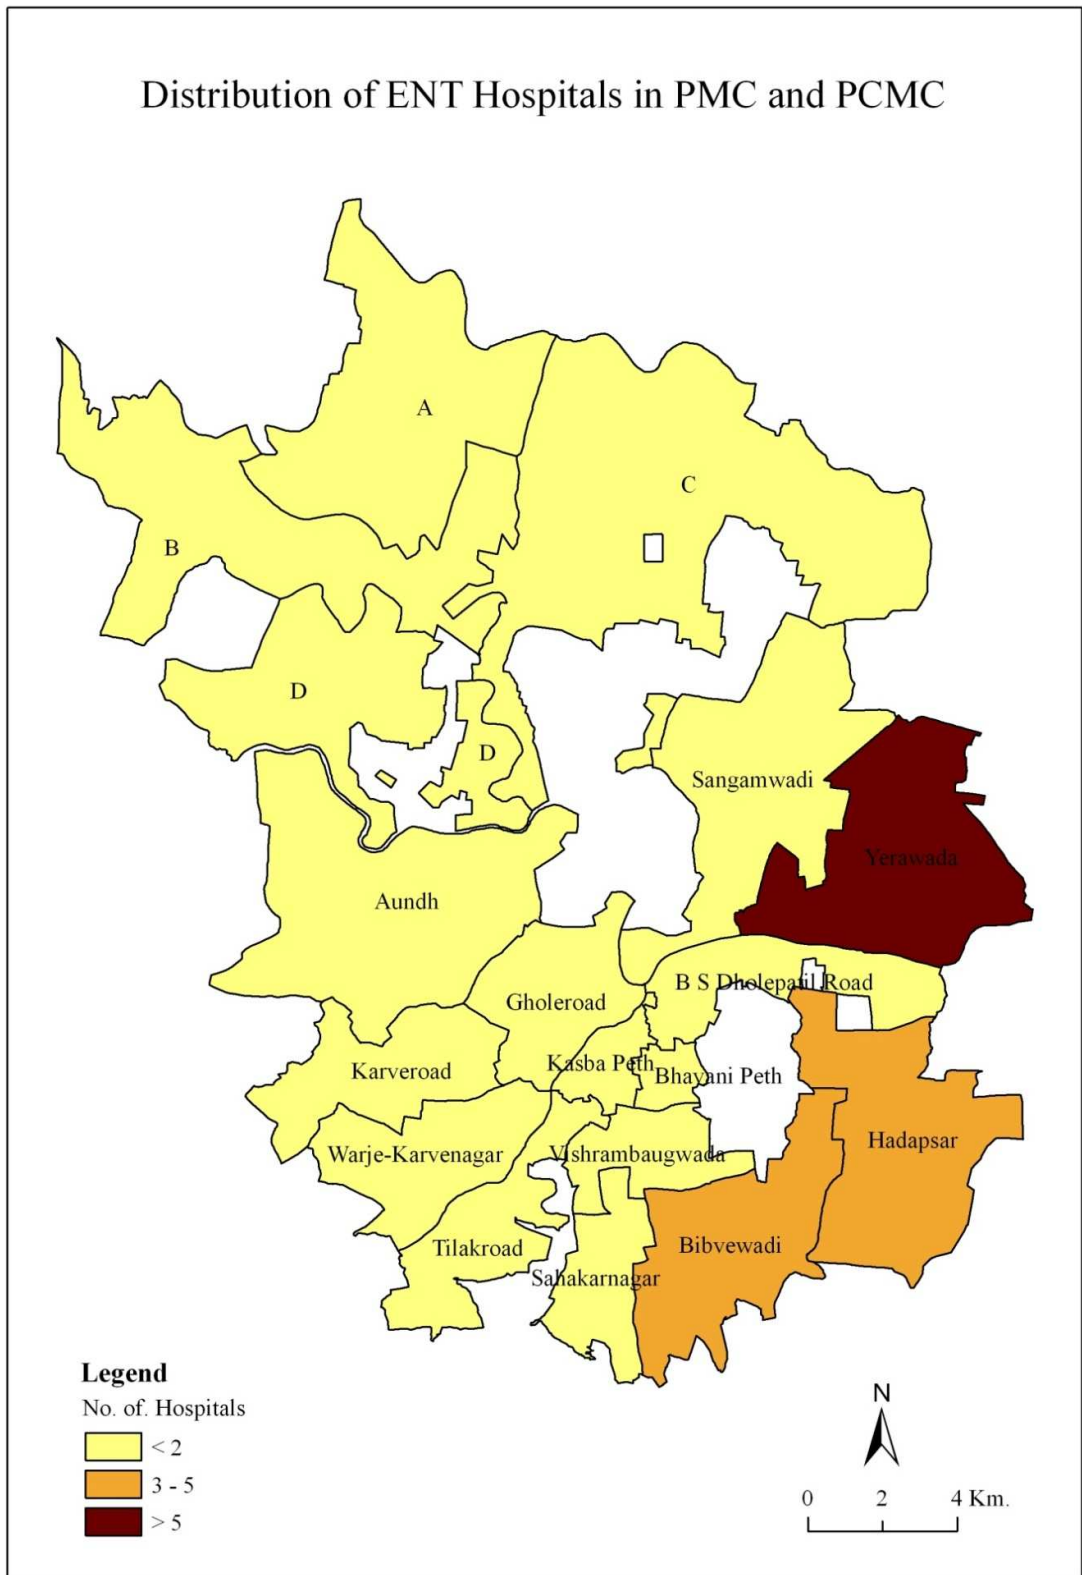 Distribution of ENT Hospitals in PMC and PCMC
A
C
B
D
D
Sangamwadi
Yerawada
Aundh
B S Dholepatil Road
Gholeroad
Kasba Peth
Karveroad
Bhavani Peth
Hadapsar
Warje-Karvenagar
Vishrambaugwada
Tilakroad
Bibvewadi
Sahakarnagar
Legend
No. of. Hospitals
< 2
3 - 5
> 5
N
0 2 4 Km.